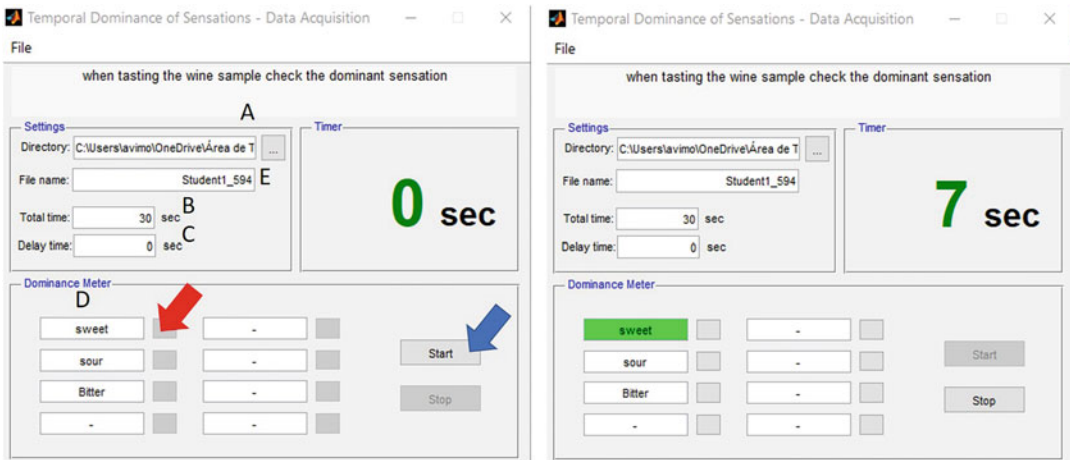 Temporal Dominance of Sensations - Data Acquisition
File
when tasting the wine sample check the dominant sensation
A
Settings
Directory: C:\Users\avimo\OneDrive\Área de T ...
File name: Student1_594 E
Total time: 30 sec B
Delay time: 0 sec C
Timer
0 sec
Dominance Meter
D
sweet -
sour -
Bitter -
- -
Start
Stop
Temporal Dominance of Sensations - Data Acquisition
File
when tasting the wine sample check the dominant sensation
Settings
Directory: C:\Users\avimo\OneDrive\Área de T ...
File name: Student1_594
Total time: 30 sec
Delay time: 0 sec
Timer
7 sec
Dominance Meter
sweet -
sour -
Bitter -
- -
Start
Stop